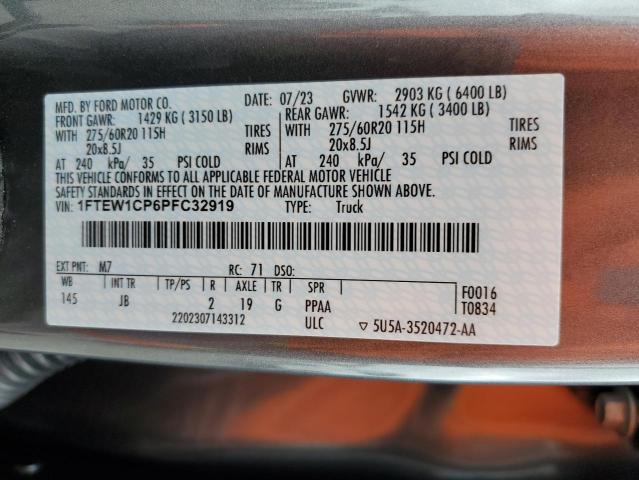 MFD. BY FORD MOTOR CO. DATE: 07/23 GVWR: 2903 KG ( 6400 LB)
FRONT GAWR: 1429 KG ( 3150 LB) REAR GAWR: 1542 KG ( 3400 LB)
WITH 275/60R20 115H TIRES WITH 275/60R20 115H TIRES
20x8.5J RIMS 20x8.5J RIMS
AT 240 kPa/ 35 PSI COLD AT 240 kPa/ 35 PSI COLD
THIS VEHICLE CONFORMS TO ALL APPLICABLE FEDERAL MOTOR VEHICLE
SAFETY STANDARDS IN EFFECT ON THE DATE OF MANUFACTURE SHOWN ABOVE.
VIN: 1FTEW1CP6PFC32919 TYPE: Truck
EXT PNT: M7 RC: 71 DSO:
WB INT TR TP/PS R AXLE TR SPR
145 JB 2 19 G PPAA
F0016
T0834
2202307143312 ULC ▽ 5U5A-3520472-AA